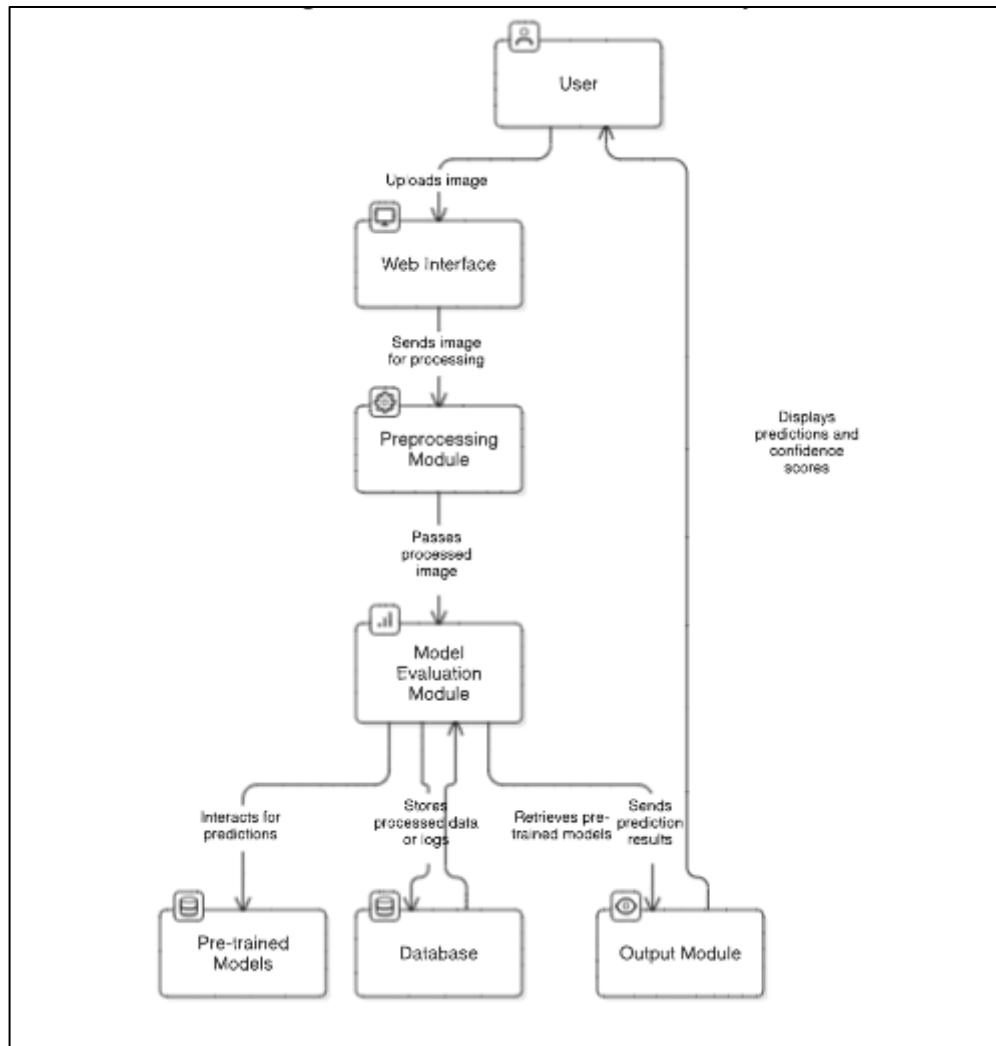 User
Uploads image
Web Interface
Sends image
for processing
Preprocessing
Module
Passes
processed
image
Displays
predictions and
confidence
scores
Model
Evaluation
Module
Interacts for
predictions
Stores
processed data
or logs
Retrieves pre-
trained models
Sends
prediction
results
Pre-trained
Models
Database
Output Module